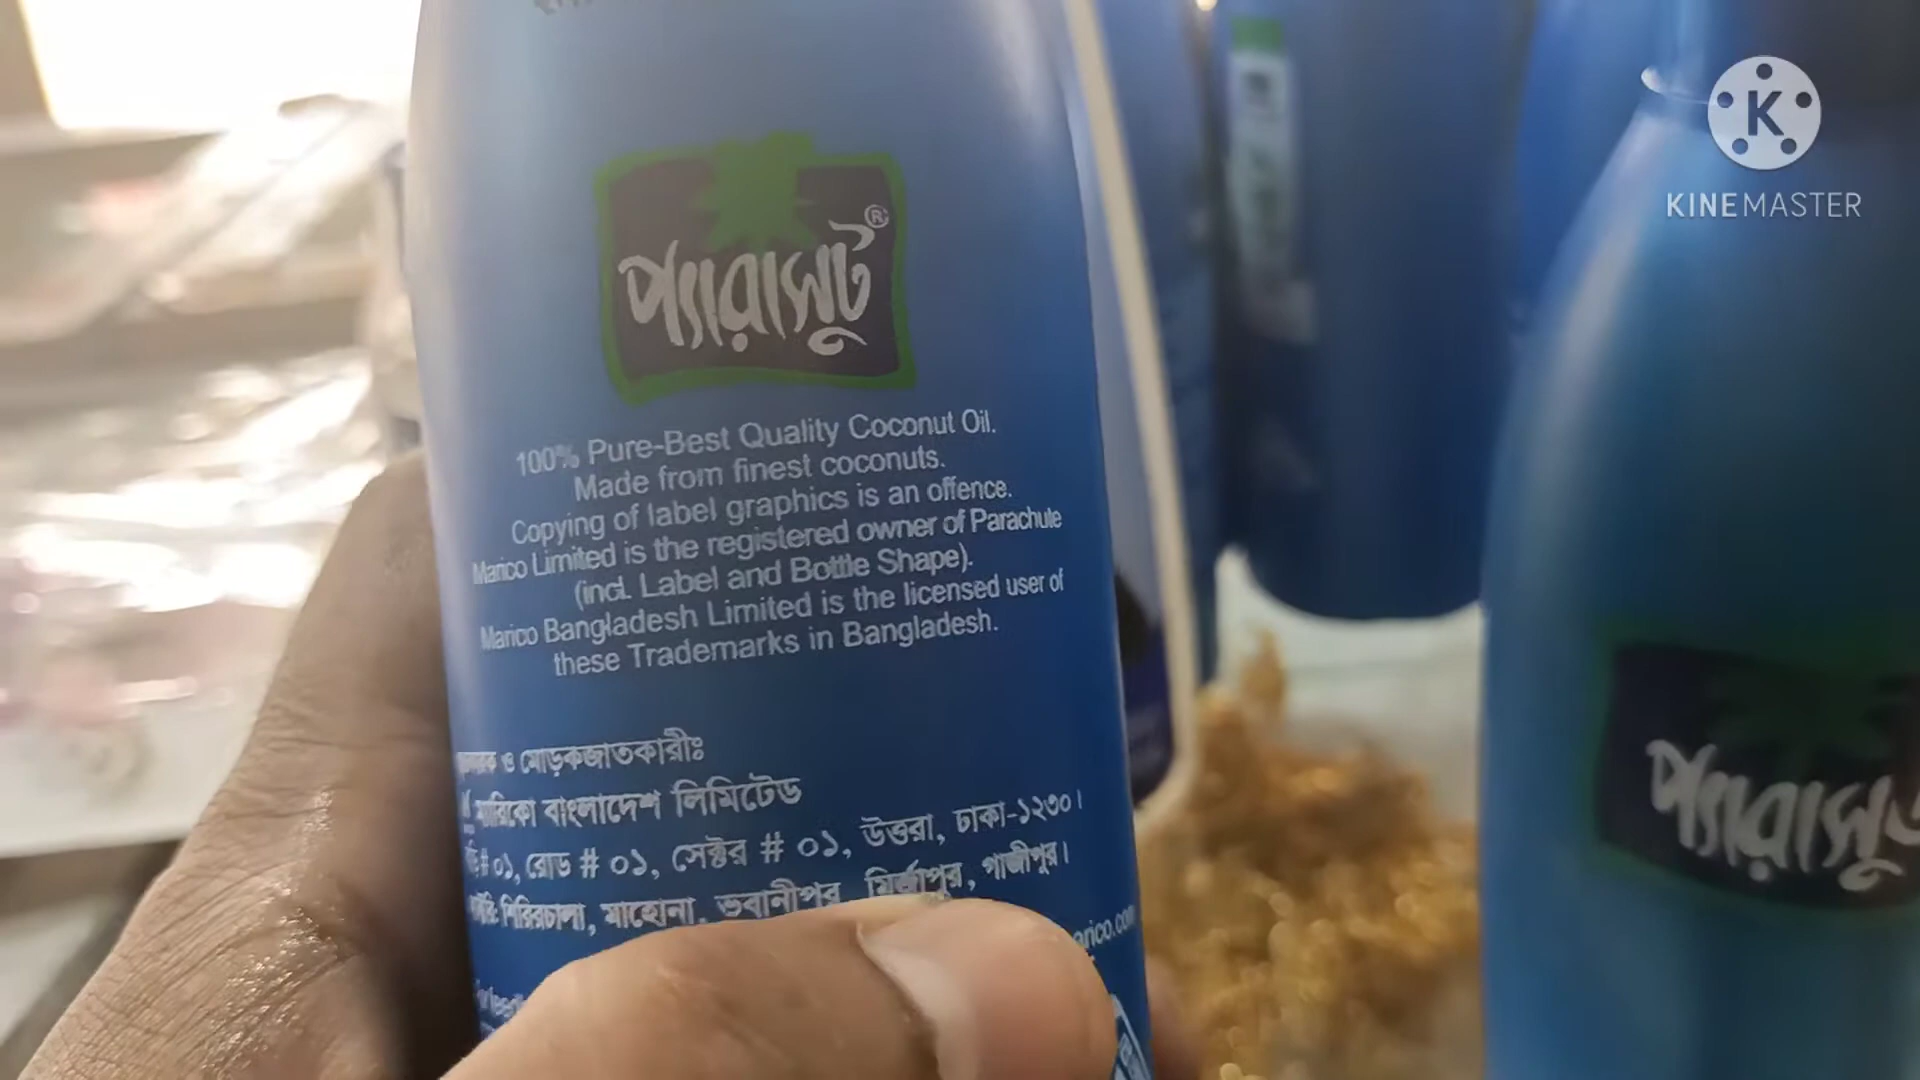 K
KINEMASTER
প্যারাসুট ®
100% Pure-Best Quality Coconut Oil.
Made from finest coconuts.
Copying of label graphics is an offence.
Marico Limited is the registered owner of Parachute
(incl. Label and Bottle Shape).
Marico Bangladesh Limited is the licensed user of
these Trademarks in Bangladesh.
ও মোড়কজাতকারীঃ
ম্যারিকো বাংলাদেশ লিমিটেড
# ০১, রোড # ০১, সেক্টর # ০১, উত্তরা, ঢাকা-১২৩০।
শিরিরচালা, মাহোনা, ভবানীপুর, মির্জাপুর, গাজীপুর।
arico.com
প্যারাসুট